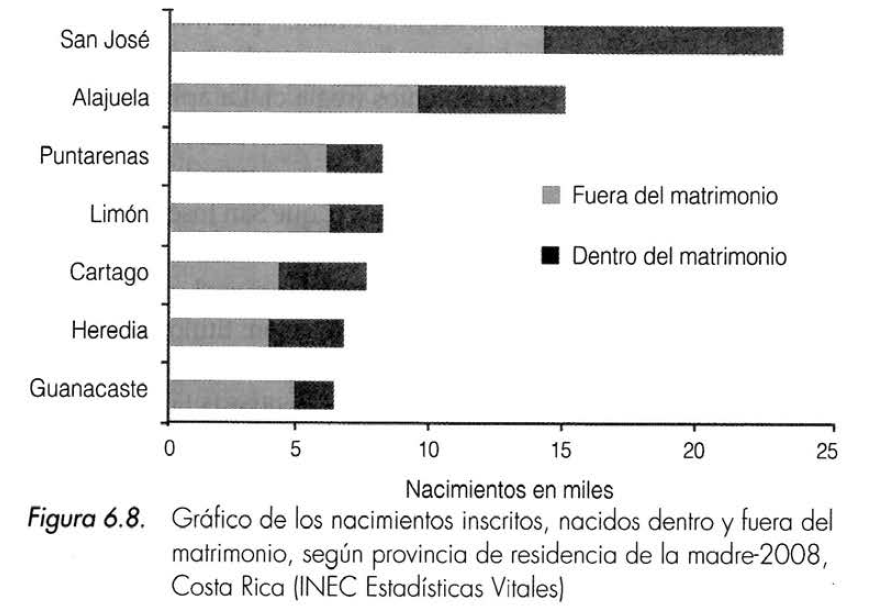 San José
Alajuela
Puntarenas
Limón
Cartago
Heredia
Guanacaste
Fuera del matrimonio
Dentro del matrimonio
0 5 10 15 20 25
Nacimientos en miles
Figura 6.8. Gráfico de los nacimientos inscritos, nacidos dentro y fuera del
matrimonio, según provincia de residencia de la madre-2008,
Costa Rica (INEC Estadísticas Vitales)